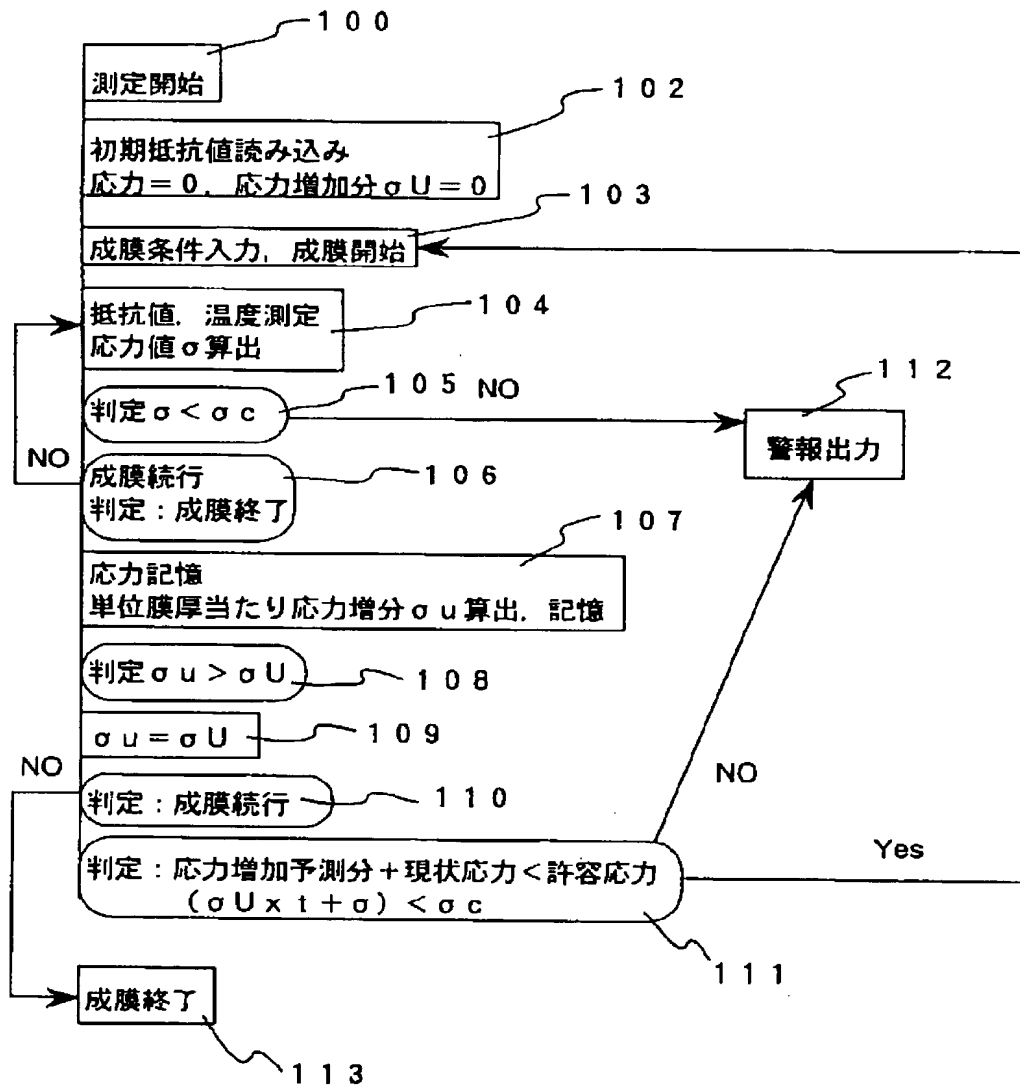 100
測定開始
102
初期抵抗値読み込み
応力=0，応力増加分σU=0
103
成膜条件入力，成膜開始
104
抵抗値，温度測定
応力値σ算出
105
NO
判定σ<σc
112
警報出力
NO
成膜続行
判定：成膜終了
106
107
応力記憶
単位膜厚当たり応力増分σu算出，記憶
判定σu>σU
108
σu=σU
109
NO
判定：成膜続行
110
NO
判定：応力増加予測分+現状応力<許容応力
(σU×t+σ)<σc
Yes
111
成膜終了
113